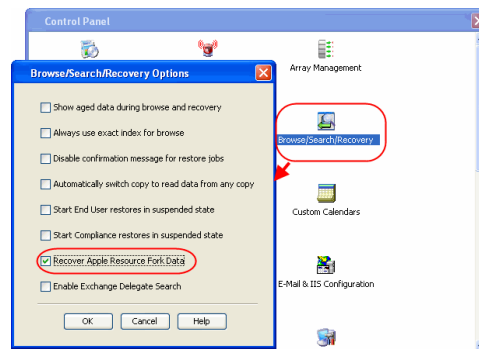 Control Panel
Array Management
Browse/Search/Recovery Options
Show aged data during browse and recovery
Always use exact index for browse
Disable confirmation message for restore jobs
Automatically switch copy to read data from any copy
Start End User restores in suspended state
Start Compliance restores in suspended state
Recover Apple Resource Fork Data
Enable Exchange Delegate Search
OK Cancel Help
Browse/Search/Recovery
Custom Calendars
E-Mail & IIS Configuration